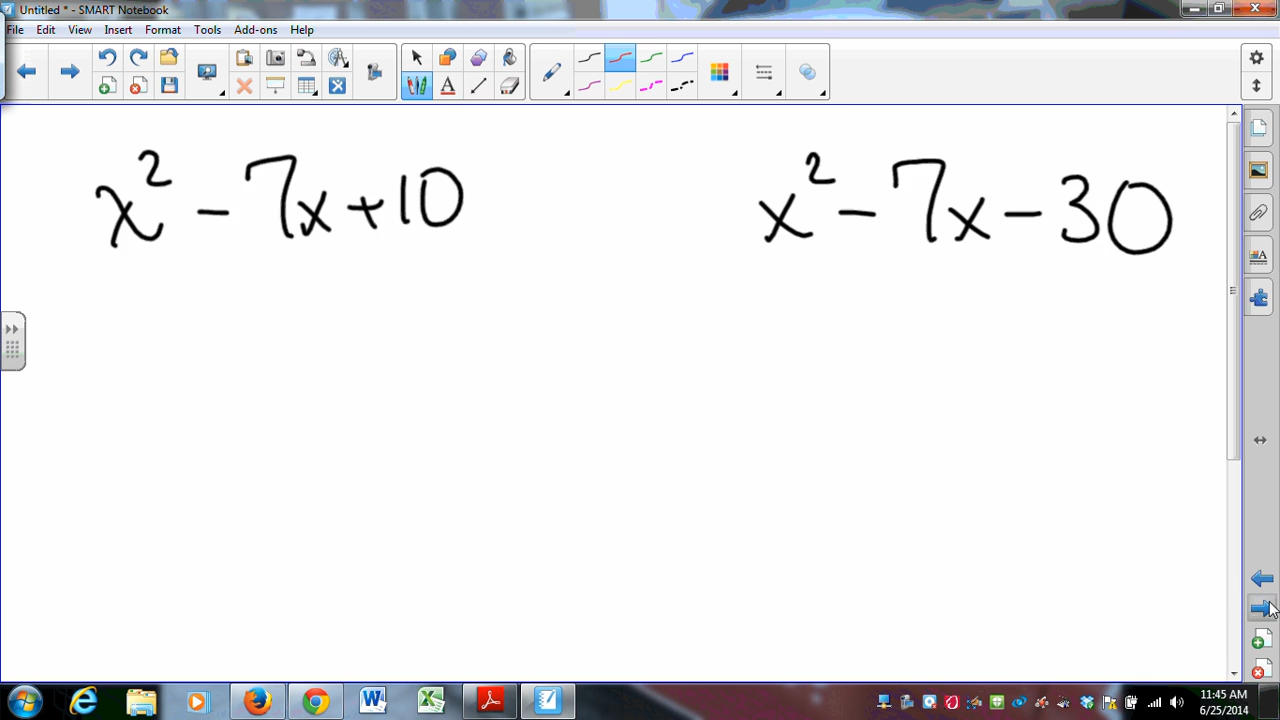 Untitled * - SMART Notebook
File Edit View Insert Format Tools Add-ons Help
x² - 7x + 10
x² - 7x - 30
11:45 AM
6/25/2014